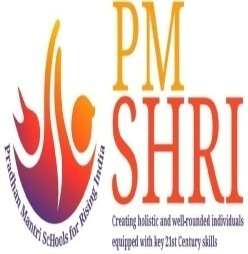 PM
SHRI
Pradhan Mantri ScHools for Rising India
Creating holistic and well-rounded individuals
equipped with key 21st Century skills